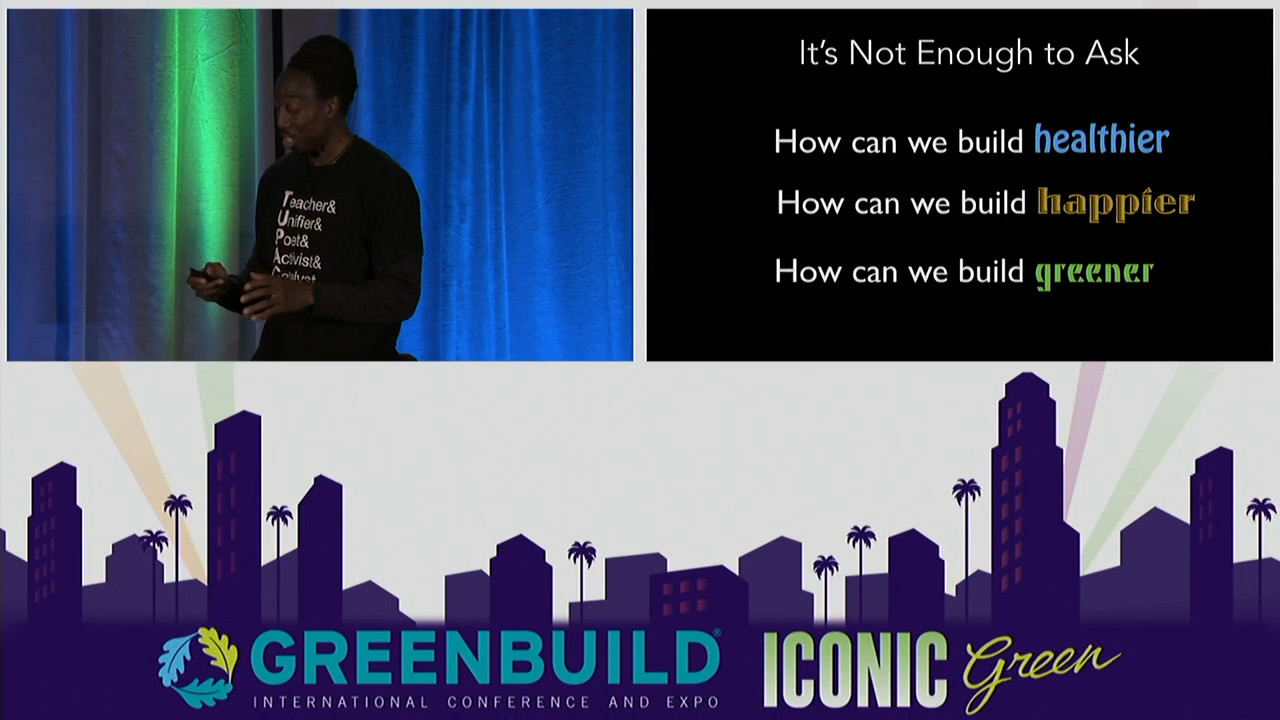 Teacher&
Unifier&
Poet&
Activist&
Catalyst
It's Not Enough to Ask
How can we build healthier
How can we build happier
How can we build greener
GREENBUILD®
INTERNATIONAL CONFERENCE AND EXPO
ICONIC Green